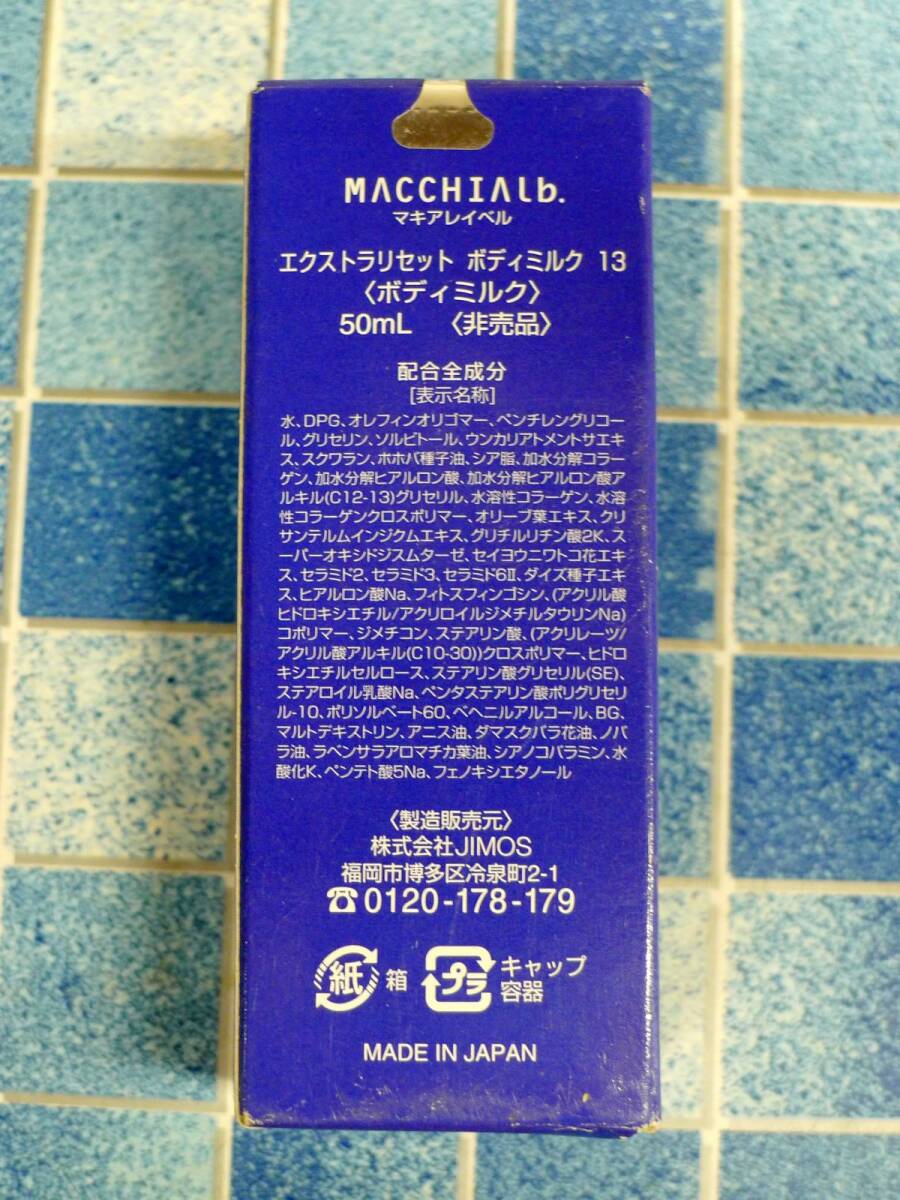 MACCHIALb.
マキアレイベル
エクストラリセット ボディミルク 13
〈ボディミルク〉
50mL 〈非売品〉
配合全成分
[表示名称]
水、DPG、オレフィンオリゴマー、ペンチレングリコー
ル、グリセリン、ソルビトール、ウンカリアトメントサエキ
ス、スクワラン、ホホバ種子油、シア脂、加水分解コラー
ゲン、加水分解ヒアルロン酸、加水分解ヒアルロン酸ア
ルキル(C12-13)グリセリル、水溶性コラーゲン、水溶
性コラーゲンクロスポリマー、オリーブ葉エキス、クリ
サンテルムインジクムエキス、グリチルリチン酸2K、ス
ーパーオキシドジスムターゼ、セイヨウニワトコ花エキ
ス、セラミド2、セラミド3、セラミド6Ⅱ、ダイズ種子エキ
ス、ヒアルロン酸Na、フィトスフィンゴシン、(アクリル酸
ヒドロキシエチル/アクリロイルジメチルタウリンNa)
コポリマー、ジメチコン、ステアリン酸、(アクリレーツ/
アクリル酸アルキル(C10-30))クロスポリマー、ヒドロ
キシエチルセルロース、ステアリン酸グリセリル(SE)、
ステアロイル乳酸Na、ペンタステアリン酸ポリグリセリ
ル-10、ポリソルベート60、ベヘニルアルコール、BG、
マルトデキストリン、アニス油、ダマスクバラ花油、ノバ
ラ油、ラベンサラアロマチカ葉油、シアノコバラミン、水
酸化K、ペンテト酸5Na、フェノキシエタノール
〈製造販売元〉
株式会社JIMOS
福岡市博多区冷泉町2-1
☎0120-178-179
紙 箱
プラ キャップ
容器
MADE IN JAPAN